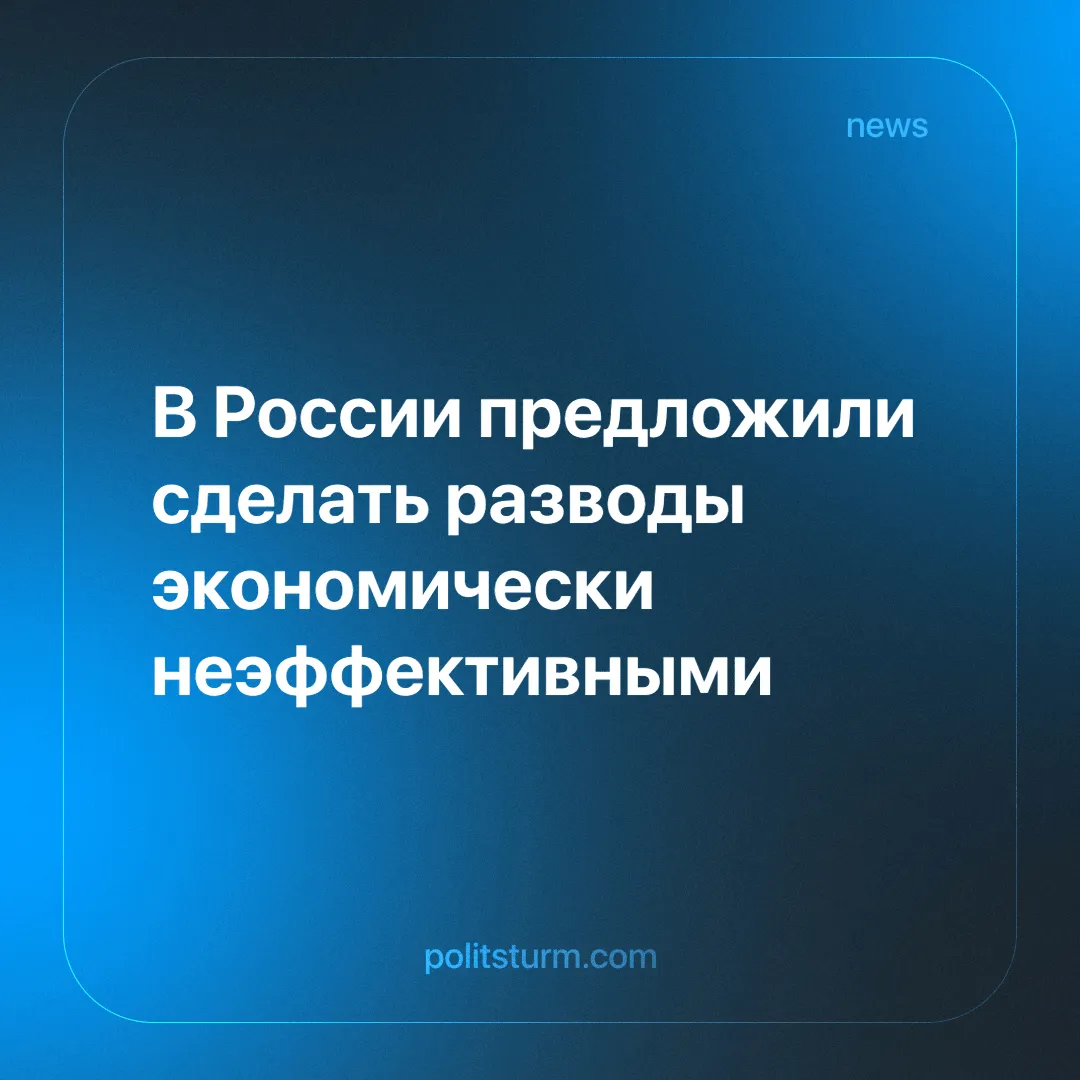 news
В России предложили
сделать разводы
экономически
неэффективными
politsturm.com